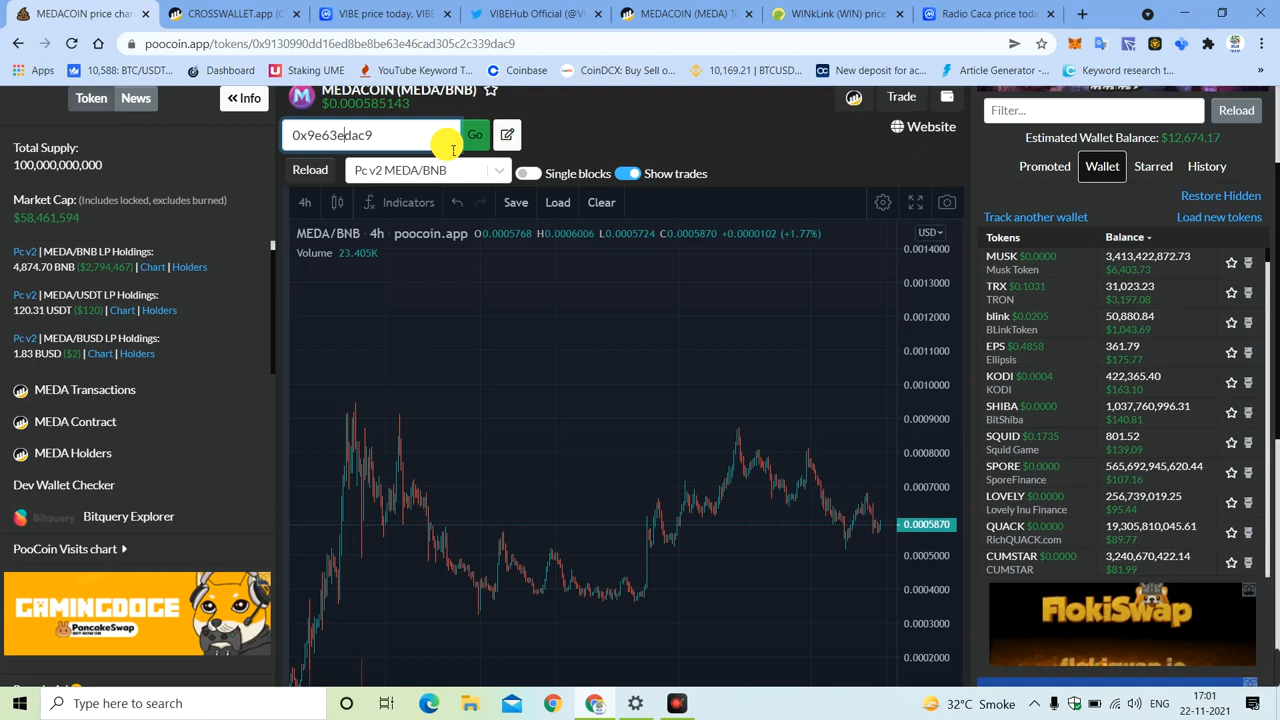 MEDACOIN price chart
CROSSWALLET.APP (
VIBE token price, VIBE
VIBEHub Official (@VI
MEDACOIN (MEDA) To
WINkLink (WIN) price
Radio Caca price
poocoin.app/tokens/0x9130990dd16ed8be8be63e46cad305c2c339dac9
Apps
10,588: BTC/USDT...
Dashboard
Staking UME
YouTube Keyword T...
Coinbase
CoinDCX: Buy Sel o...
10,169.21 | BTCUSD...
New deposit for ac...
Article Generator /...
Keyword research t...
Token
News
Info
MEDACOIN (MEDA/BNB)
$0.000585143
Trade
0x9e63edac9
Go
Website
Reload
Pc v2 MEDA/BNB
Single blocks
Show trades
4h
Indicators
Save
Load
Clear
MEDA/BNB • 4h • poocoin.app O0.0005768 H0.0006006 L0.0005724 C0.0005870 +0.0000102 (+1.77%)
USD
Volume 23.405K
0.0014000
0.0013000
0.0012000
0.0011000
0.0010000
0.0009000
0.0008000
0.0007000
0.0005870
0.0005000
0.0004000
0.0003000
0.0002000
Total Supply:
100,000,000,000
Market Cap: (Includes locked, excludes burned)
$58,461,594
Pc v2 | MEDA/BNB LP Holdings:
4,874.70 BNB ($2,794,467) | Chart | Holders
Pc v2 | MEDA/USDT LP Holdings:
120.31 USDT ($120) | Chart | Holders
Pc v2 | MEDA/BUSD LP Holdings:
1.83 BUSD ($2) | Chart | Holders
MEDA Transactions
MEDA Contract
MEDA Holders
Dev Wallet Checker
Bitquery
Bitquery Explorer
PooCoin Visits chart
GAMINGDOGE
BUY NOW ON PancakeSwap
Filter...
Reload
Estimated Wallet Balance: $12,674.17
Promoted
Wallet
Starred
History
Restore Hidden
Track another wallet
Load new tokens
Tokens
Balance
MUSK $0.0000
3,413,422,872.73
Musk Token
$6,403.73
TRX $0.1031
31,023.23
TRON
$3,197.08
blink $0.0205
50,880.84
BLinkToken
$1,043.69
EPS $0.4858
361.79
Ellipsis
$175.77
KODI $0.0004
422,365.40
KODI
$163.10
SHIBA $0.0000
1,037,760,996.31
BitShiba
$140.81
SQUID $0.1735
801.52
Squid Game
$139.09
SPORE $0.0000
565,692,945,620.44
SporeFinance
$107.16
LOVELY $0.0000
256,739,019.25
Lovely Inu Finance
$95.44
QUACK $0.0000
19,305,810,045.61
RichQUACK.com
$89.77
CUMSTAR $0.0000
3,240,670,422.14
CUMSTAR
$81.99
FlokiSwap
Type here to search
32°C Smoke
ENG
17:01
22-11-2021